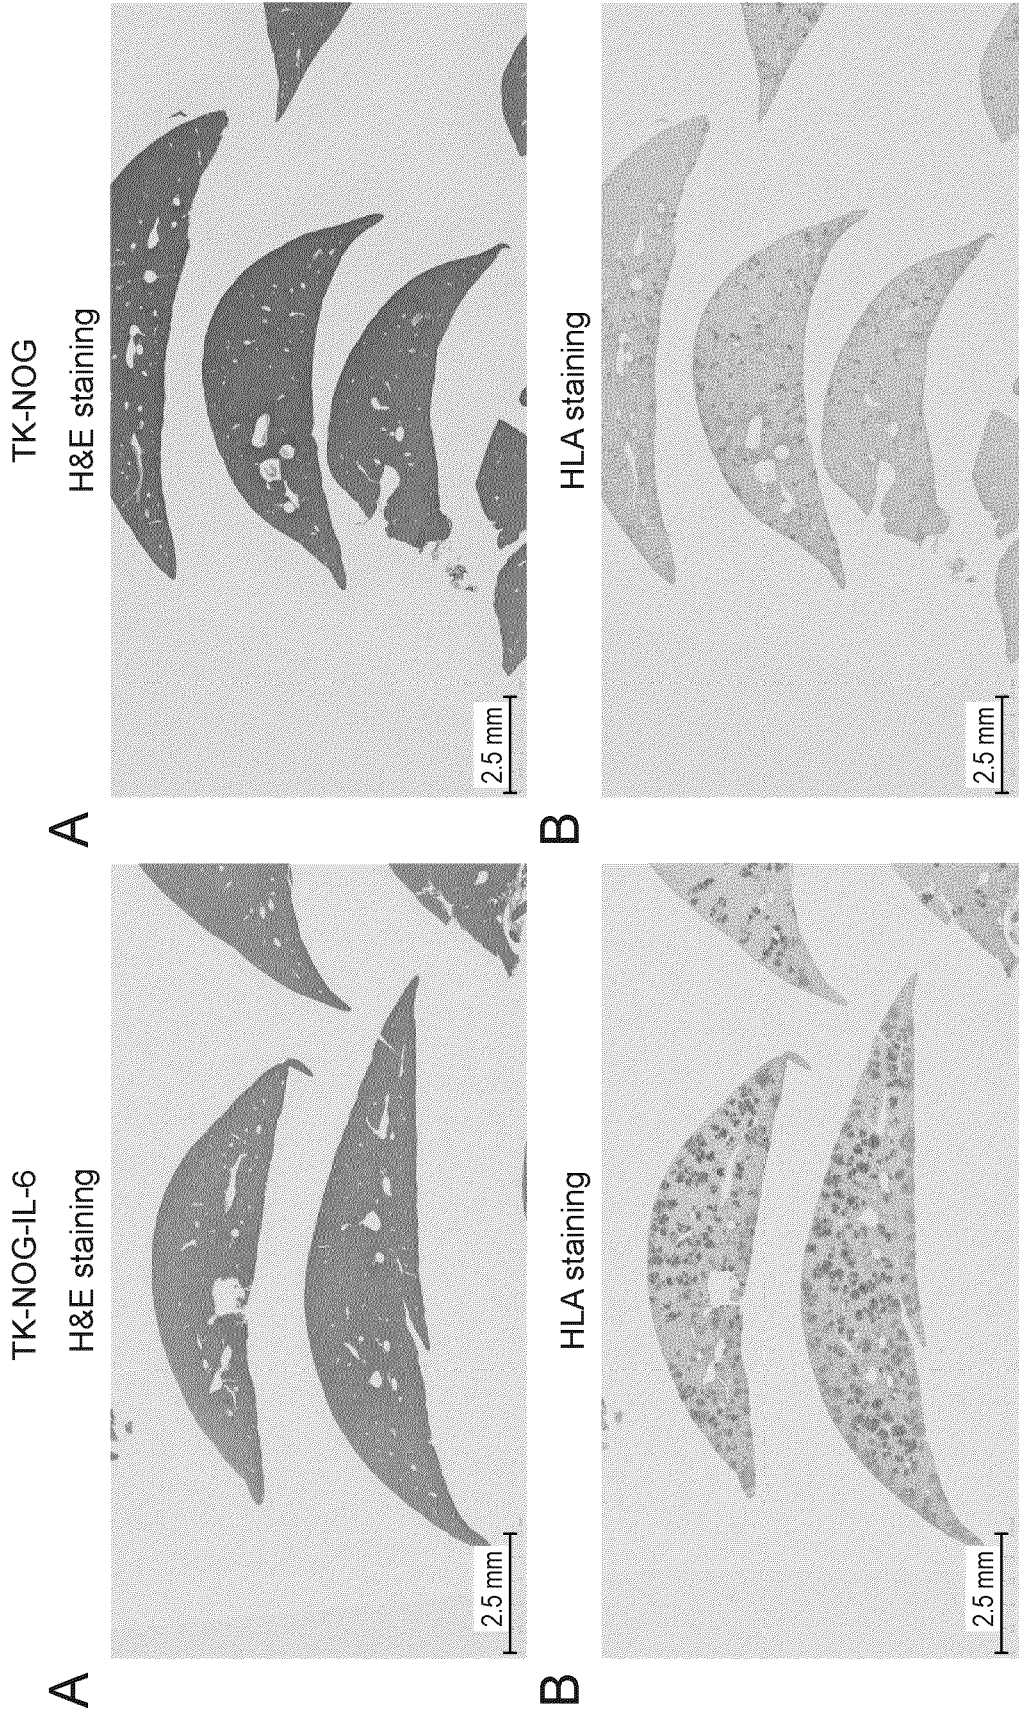 TK-NOG-IL-6
A
H&E staining
2.5 mm
B
HLA staining
2.5 mm
TK-NOG
A
H&E staining
2.5 mm
B
HLA staining
2.5 mm